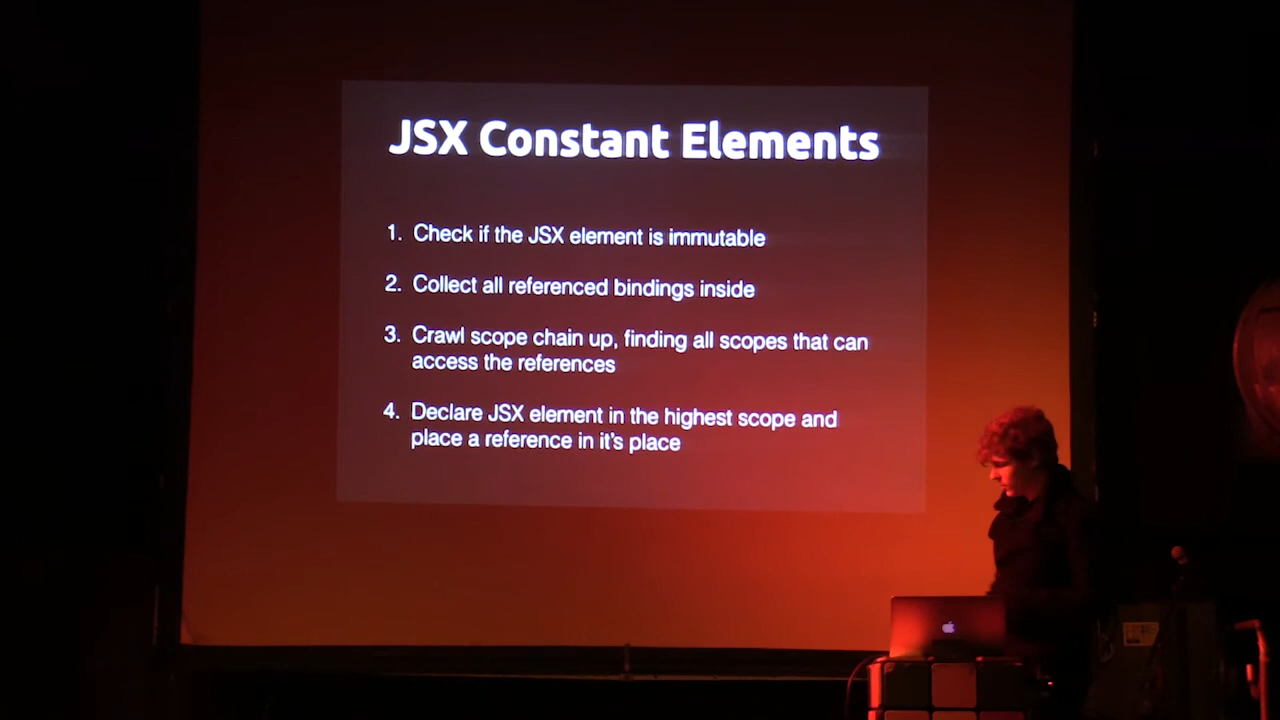 JSX Constant Elements
1. Check if the JSX element is immutable
2. Collect all referenced bindings inside
3. Crawl scope chain up, finding all scopes that can
access the references
4. Declare JSX element in the highest scope and
place a reference in it's place